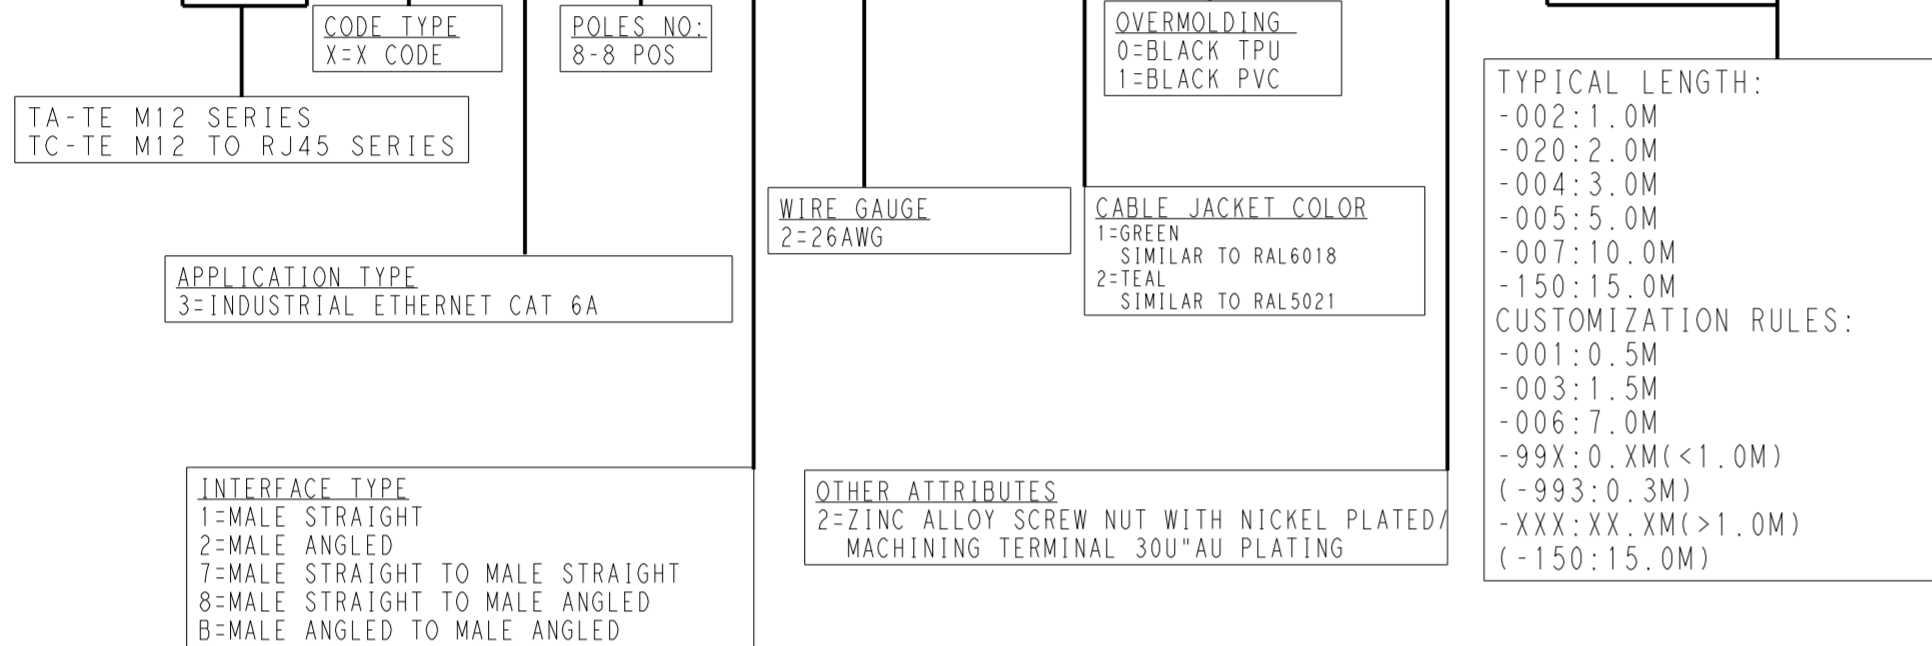 CODE TYPE
X=X CODE
POLES NO:
8-8 POS
OVERMOLDING
0=BLACK TPU
1=BLACK PVC
TA-TE M12 SERIES
TC-TE M12 TO RJ45 SERIES
WIRE GAUGE
2=26AWG
CABLE JACKET COLOR
1=GREEN
SIMILAR TO RAL6018
2=TEAL
SIMILAR TO RAL5021
APPLICATION TYPE
3=INDUSTRIAL ETHERNET CAT 6A
TYPICAL LENGTH:
-002:1.0M
-020:2.0M
-004:3.0M
-005:5.0M
-007:10.0M
-150:15.0M
CUSTOMIZATION RULES:
-001:0.5M
-003:1.5M
-006:7.0M
-99X:0.XM(<1.0M)
(-993:0.3M)
-XXX:XX.XM(>1.0M)
(-150:15.0M)
INTERFACE TYPE
1=MALE STRAIGHT
2=MALE ANGLED
7=MALE STRAIGHT TO MALE STRAIGHT
8=MALE STRAIGHT TO MALE ANGLED
B=MALE ANGLED TO MALE ANGLED
OTHER ATTRIBUTES
2=ZINC ALLOY SCREW NUT WITH NICKEL PLATED/
MACHINING TERMINAL 30U"AU PLATING